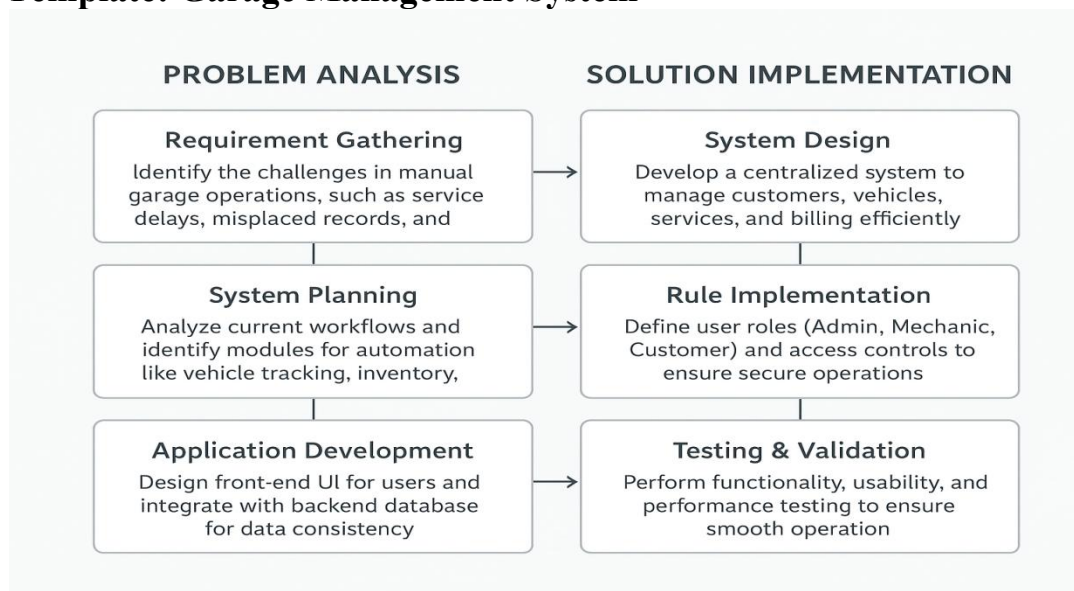 Template: Garage Management System
PROBLEM ANALYSIS
SOLUTION IMPLEMENTATION
Requirement Gathering
Identify the challenges in manual
garage operations, such as service
delays, misplaced records, and
System Design
Develop a centralized system to
manage customers, vehicles,
services, and billing efficiently
System Planning
Analyze current workflows and
identify modules for automation
like vehicle tracking, inventory,
Rule Implementation
Define user roles (Admin, Mechanic,
Customer) and access controls to
ensure secure operations
Application Development
Design front-end UI for users and
integrate with backend database
for data consistency
Testing & Validation
Perform functionality, usability, and
performance testing to ensure
smooth operation